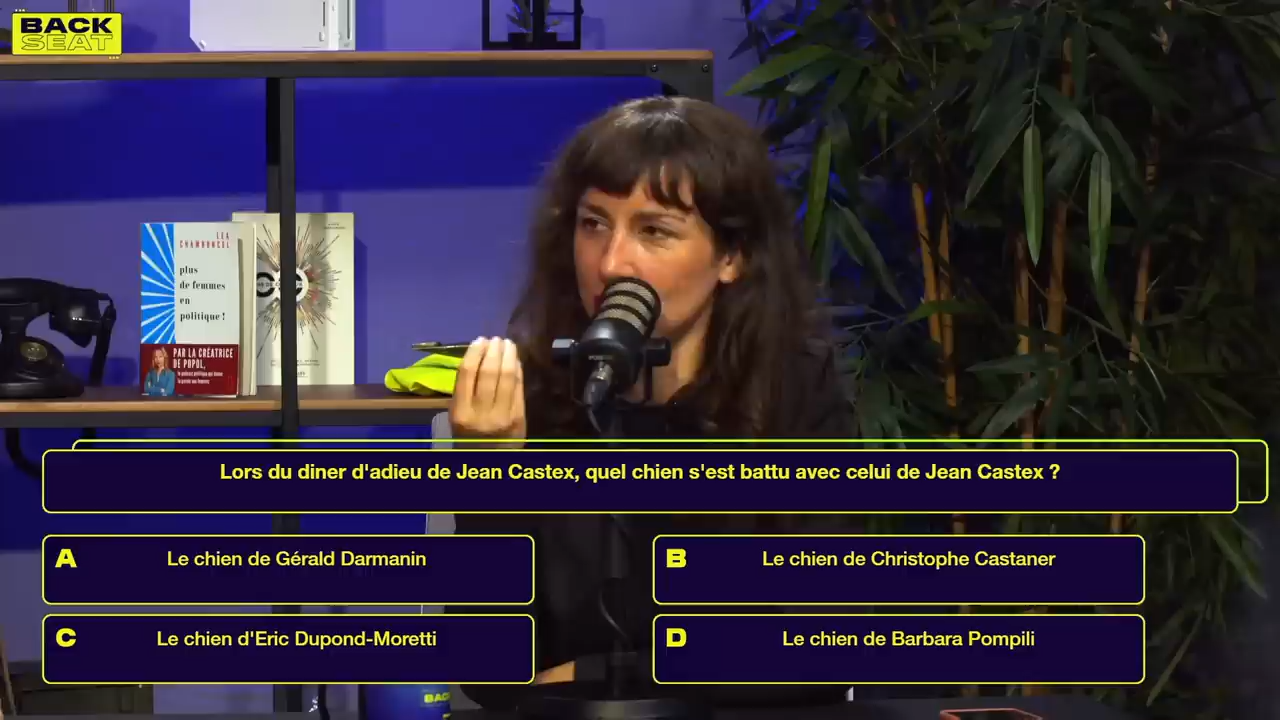 BACK
SEAT
LEA
CHAMBONCEL
plus
de femmes
en
politique !
PAR LA CRÉATRICE
DE POPOL,
Lors du diner d'adieu de Jean Castex, quel chien s'est battu avec celui de Jean Castex ?
A
Le chien de Gérald Darmanin
B
Le chien de Christophe Castaner
C
Le chien d'Eric Dupond-Moretti
D
Le chien de Barbara Pompili
BACK